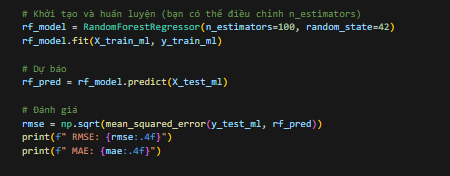 # Khởi tạo và huấn luyện (bạn có thể điều chỉnh n_estimators)
rf_model = RandomForestRegressor(n_estimators=100, random_state=42)
rf_model.fit(X_train_ml, y_train_ml)
# Dự báo
rf_pred = rf_model.predict(X_test_ml)
# Đánh giá
rmse = np.sqrt(mean_squared_error(y_test_ml, rf_pred))
print(f" RMSE: {rmse:.4f}")
print(f" MAE: {mae:.4f}")